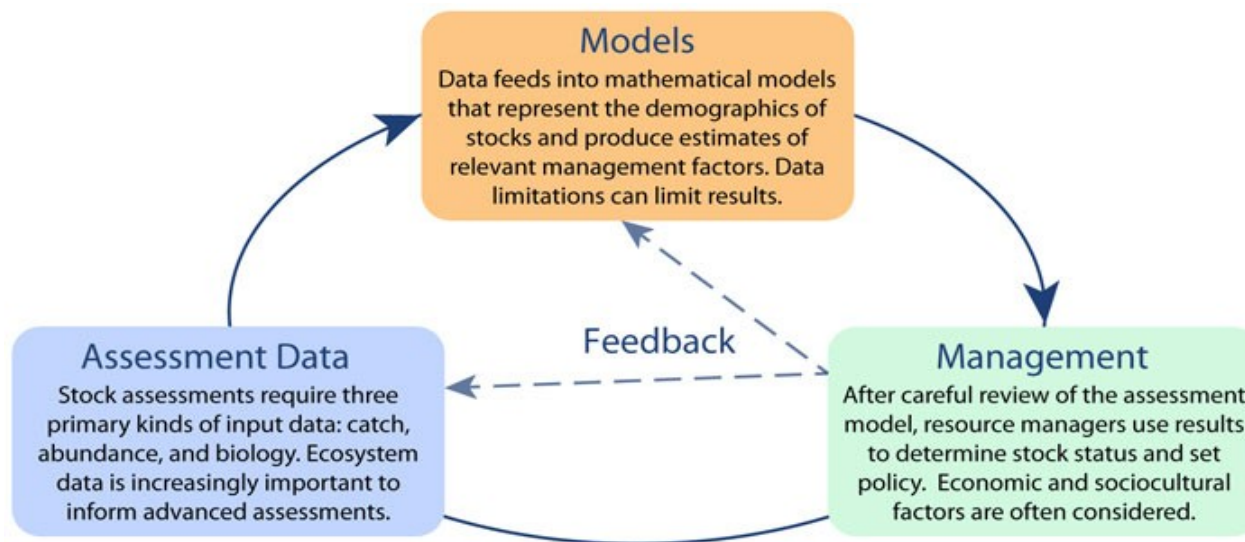 Models
Data feeds into mathematical models
that represent the demographics of
stocks and produce estimates of
relevant management factors. Data
limitations can limit results.
Feedback
Assessment Data
Stock assessments require three
primary kinds of input data: catch,
abundance, and biology. Ecosystem
data is increasingly important to
inform advanced assessments.
Management
After careful review of the assessment
model, resource managers use results
to determine stock status and set
policy. Economic and sociocultural
factors are often considered.